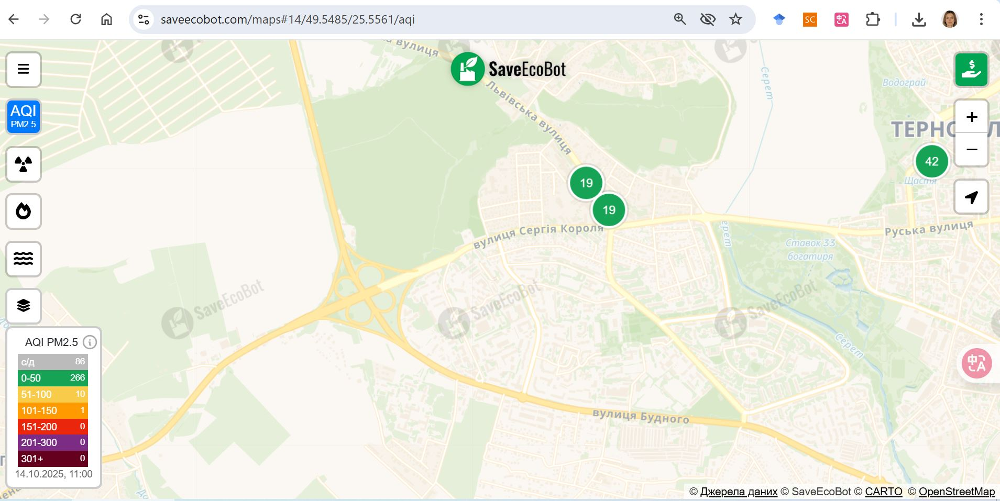 saveecobot.com/maps#14/49.5485/25.5561/aqi
SC
вулиця
SaveEcoBot
Львівська вулиця
Серет
Водограй
AQI
PM2.5
ТЕРНО
42
Щастя
19
19
вулиця Сергія Короля
Руська вулиця
Ставок 33
богатиря
SaveEcoBot
SaveEcoBot
SaveEcoBot
Серет
вулиця Будного
AQI PM2.5
с/д 86
0-50 266
51-100 10
101-150 1
151-200 0
201-300 0
301+ 0
14.10.2025, 11:00
© Джерела даних © SaveEcoBot © CARTO © OpenStreetMap